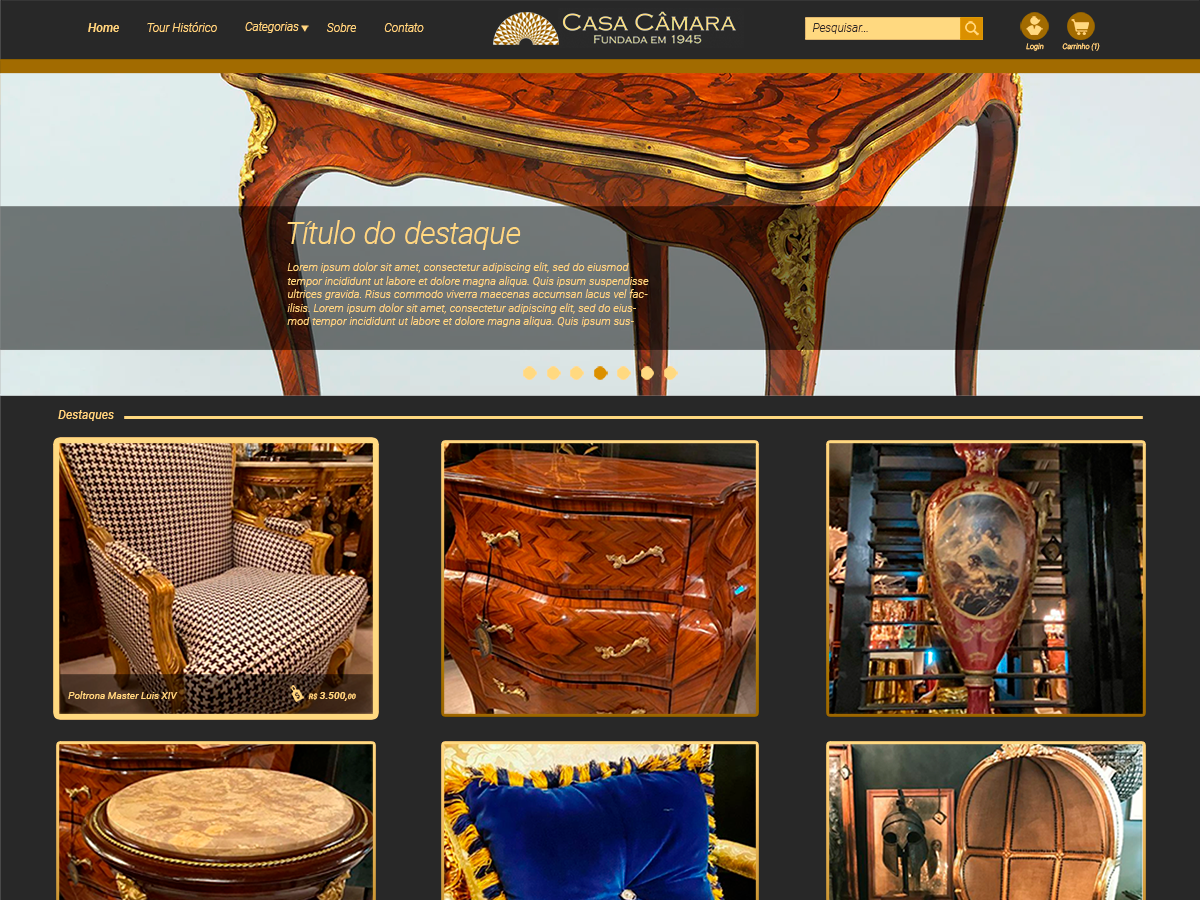 Home
Tour Histórico
Categorias
Sobre
Contato
CASA CÂMARA
FUNDADA EM 1945
Pesquisar...
Login
Carrinho (1)
Título do destaque
Lorem ipsum dolor sit amet, consectetur adipiscing elit, sed do eiusmod
tempor incididunt ut labore et dolore magna aliqua. Quis ipsum suspendisse
ultrices gravida. Risus commodo viverra maecenas accumsan lacus vel fac-
ilisis. Lorem ipsum dolor sit amet, consectetur adipiscing elit, sed do eius-
mod tempor incididunt ut labore et dolore magna aliqua. Quis ipsum sus-
Destaques
Poltrona Master Luis XIV
R$ 3.500,00